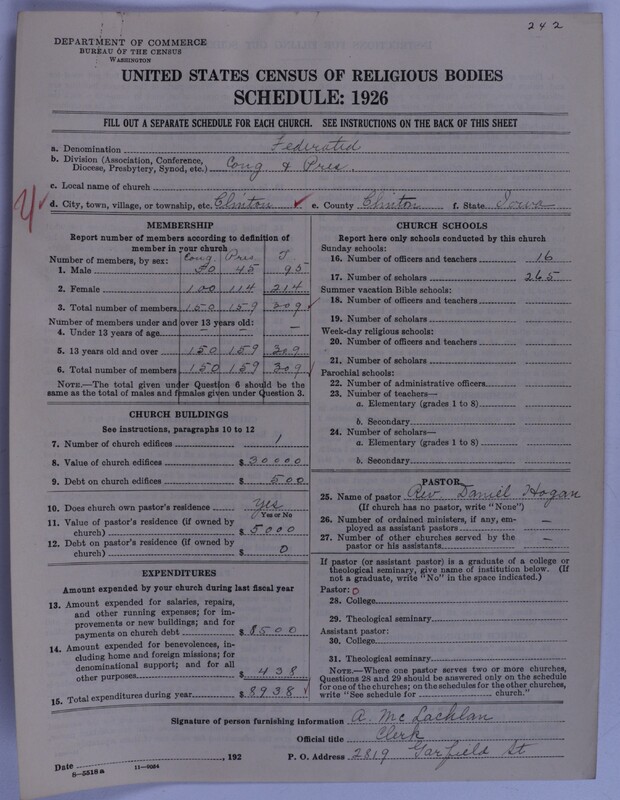 242
DEPARTMENT OF COMMERCE
BUREAU OF THE CENSUS
WASHINGTON
UNITED STATES CENSUS OF RELIGIOUS BODIES
SCHEDULE: 1926
FILL OUT A SEPARATE SCHEDULE FOR EACH CHURCH. SEE INSTRUCTIONS ON THE BACK OF THIS SHEET
a. Denomination Federated
b. Division (Association, Conference, Diocese, Presbytery, Synod, etc.) Cong & Pres.
c. Local name of church
d. City, town, village, or township, etc. Clinton e. County Clinton f. State Iowa
MEMBERSHIP
Report number of members according to definition of member in your church
Number of members, by sex: Cong. Pres. T
1. Male 50 45 95
2. Female 100 114 214
3. Total number of members 150 159 309
Number of members under and over 13 years old:
4. Under 13 years of age — — —
5. 13 years old and over 150 159 309
6. Total number of members 150 159 309
NOTE.—The total given under Question 6 should be the same as the total of males and females given under Question 3.
CHURCH BUILDINGS
See instructions, paragraphs 10 to 12
7. Number of church edifices 1
8. Value of church edifices $ 30000
9. Debt on church edifices $ 500
10. Does church own pastor's residence yes
Yes or No
11. Value of pastor's residence (if owned by church) $ 5000
12. Debt on pastor's residence (if owned by church) $ 0
EXPENDITURES
Amount expended by your church during last fiscal year
13. Amount expended for salaries, repairs, and other running expenses; for improvements or new buildings; and for payments on church debt $ 8500
14. Amount expended for benevolences, including home and foreign missions; for denominational support; and for all other purposes $ 438
15. Total expenditures during year $ 8938
CHURCH SCHOOLS
Report here only schools conducted by this church
Sunday schools:
16. Number of officers and teachers 16
17. Number of scholars 265
Summer vacation Bible schools:
18. Number of officers and teachers
19. Number of scholars
Week-day religious schools:
20. Number of officers and teachers
21. Number of scholars
Parochial schools:
22. Number of administrative officers
23. Number of teachers—
a. Elementary (grades 1 to 8)
b. Secondary
24. Number of scholars—
a. Elementary (grades 1 to 8)
b. Secondary
PASTOR
25. Name of pastor Rev. Daniel Hogan
(If church has no pastor, write "None")
26. Number of ordained ministers, if any, employed as assistant pastors —
27. Number of other churches served by the pastor or his assistants —
If pastor (or assistant pastor) is a graduate of a college or theological seminary, give name of institution below. (If not a graduate, write "No" in the space indicated.)
Pastor: 0
28. College
29. Theological seminary
Assistant pastor:
30. College
31. Theological seminary
NOTE.—Where one pastor serves two or more churches, Questions 28 and 29 should be answered only on the schedule for one of the churches; on the schedules for the other churches, write "See schedule for church."
Signature of person furnishing information A. McLachlan
Official title Clerk
Date , 192 P. O. Address 2819 Garfield St
8—5518 a 11—9024